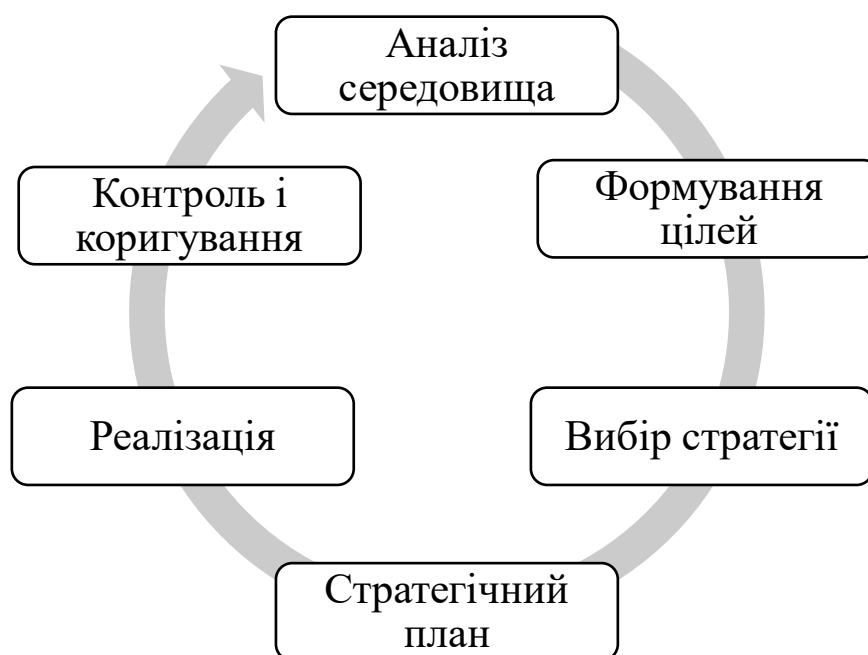 Аналіз
середовища
Формування
цілей
Вибір стратегії
Стратегічний
план
Реалізація
Контроль і
коригування